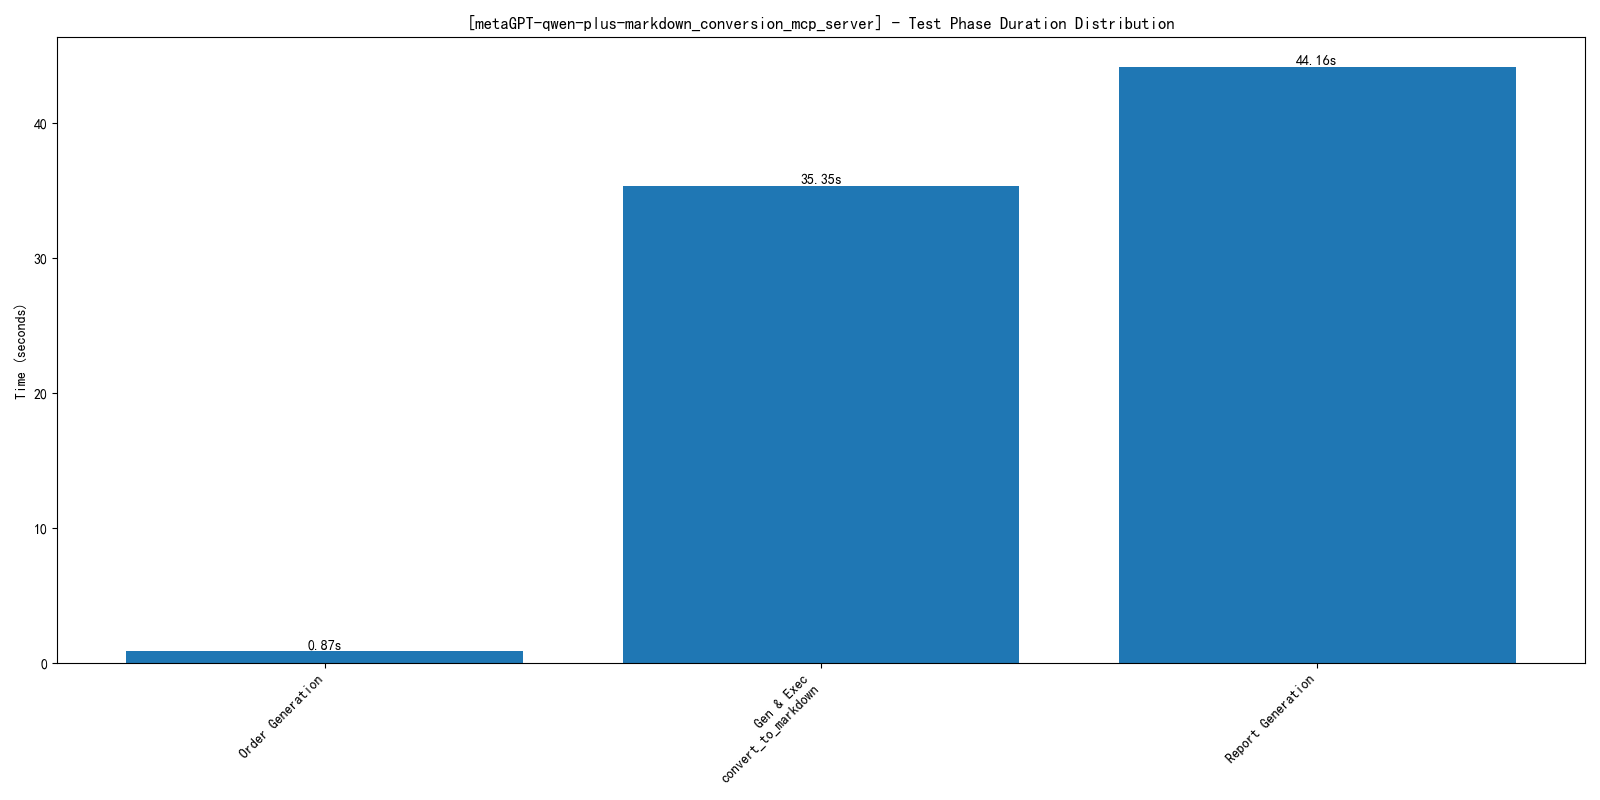 [metaGPT-qwen-plus-markdown_conversion_mcp_server] - Test Phase Duration Distribution
44.16s
35.35s
0.87s
40
30
20
10
0
Time (seconds)
Order Generation
Gen & Exec
convert_to_markdown
Report Generation